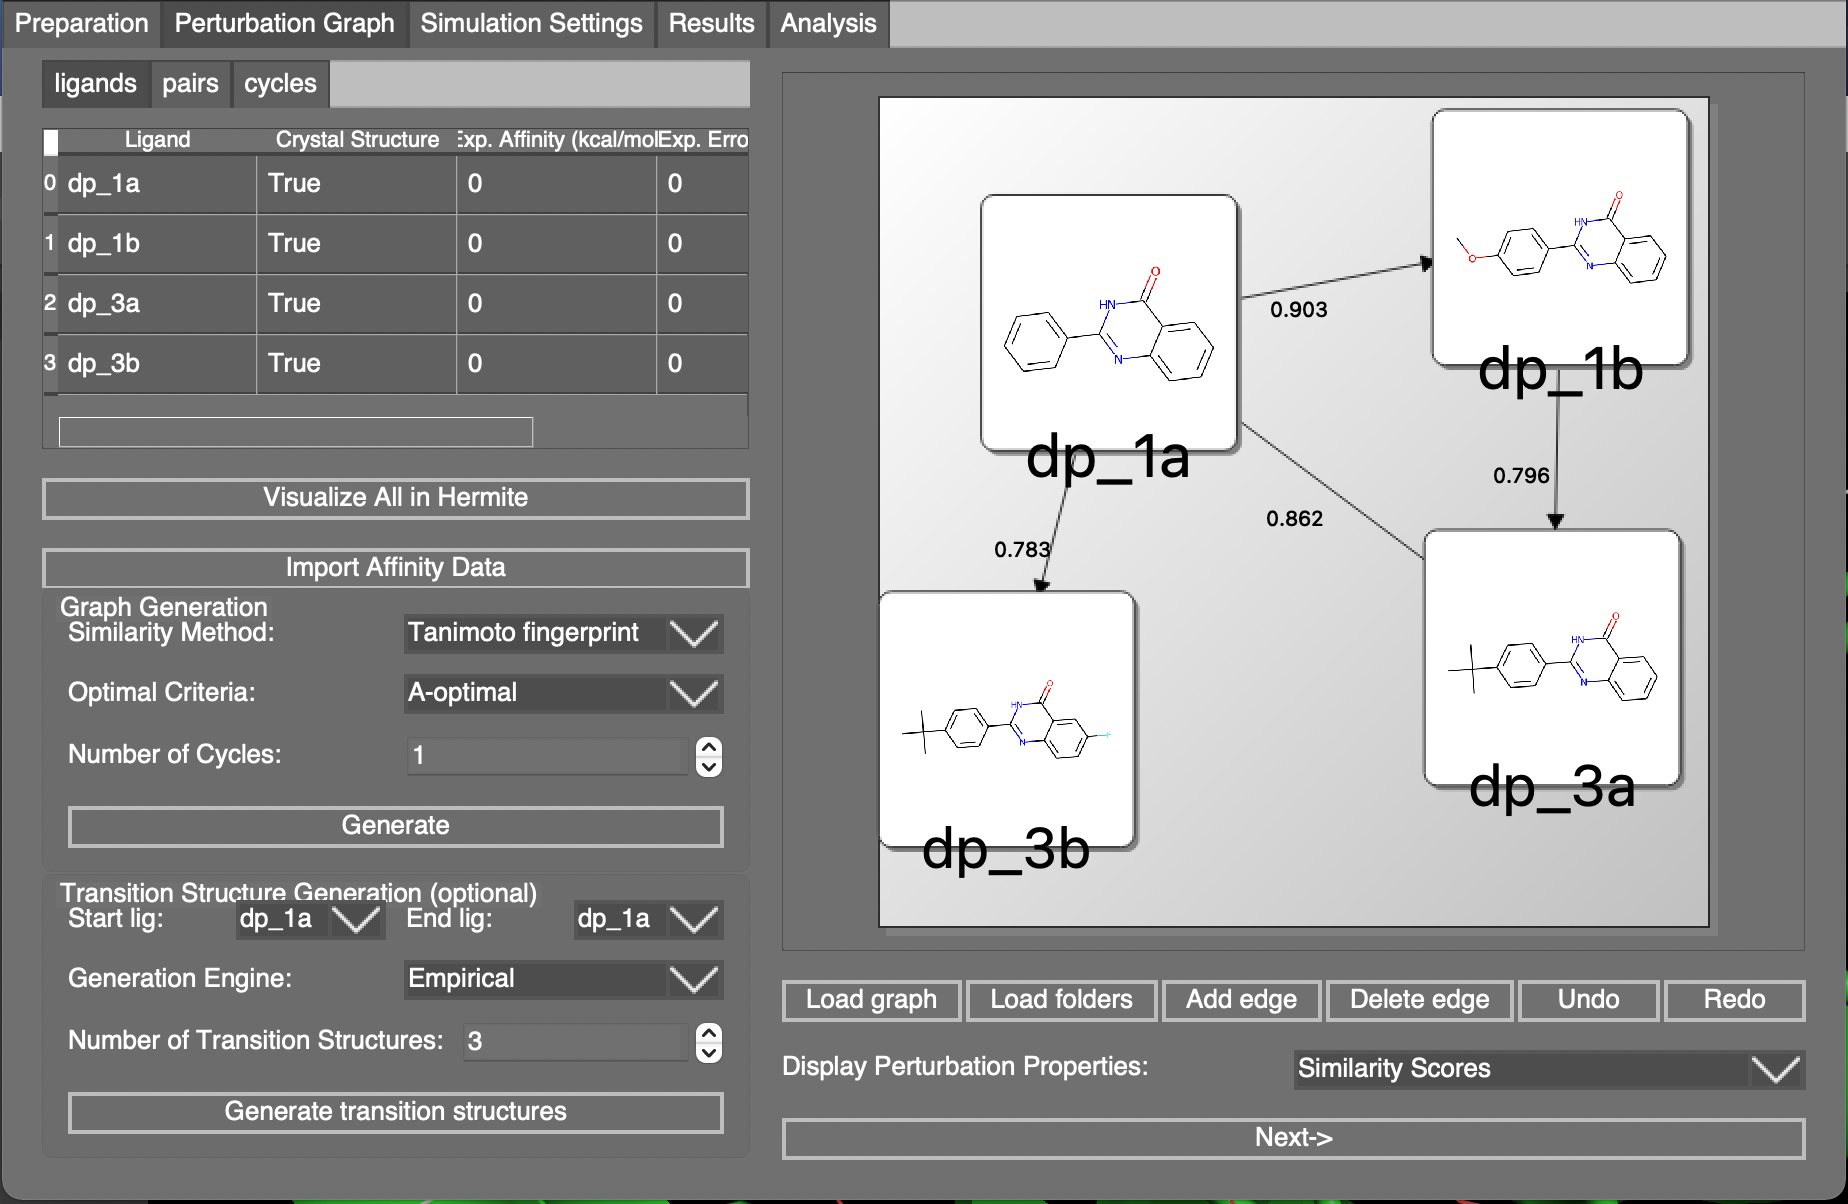 Preparation Perturbation Graph Simulation Settings Results Analysis
ligands pairs cycles
Ligand Crystal Structure Exp. Affinity (kcal/mol Exp. Erro
0 dp_1a True 0 0
1 dp_1b True 0 0
2 dp_3a True 0 0
3 dp_3b True 0 0
Visualize All in Hermite
Import Affinity Data
Graph Generation
Similarity Method: Tanimoto fingerprint
Optimal Criteria: A-optimal
Number of Cycles: 1
Generate
Transition Structure Generation (optional)
Start lig: dp_1a End lig: dp_1a
Generation Engine: Empirical
Number of Transition Structures: 3
Generate transition structures
O
HN
N
O
dp_1b
O
HN
N
dp_1a
0.903
0.796
0.862
0.783
O
HN
N
dp_3a
O
HN
N
F
dp_3b
Load graph Load folders Add edge Delete edge Undo Redo
Display Perturbation Properties: Similarity Scores
Next->